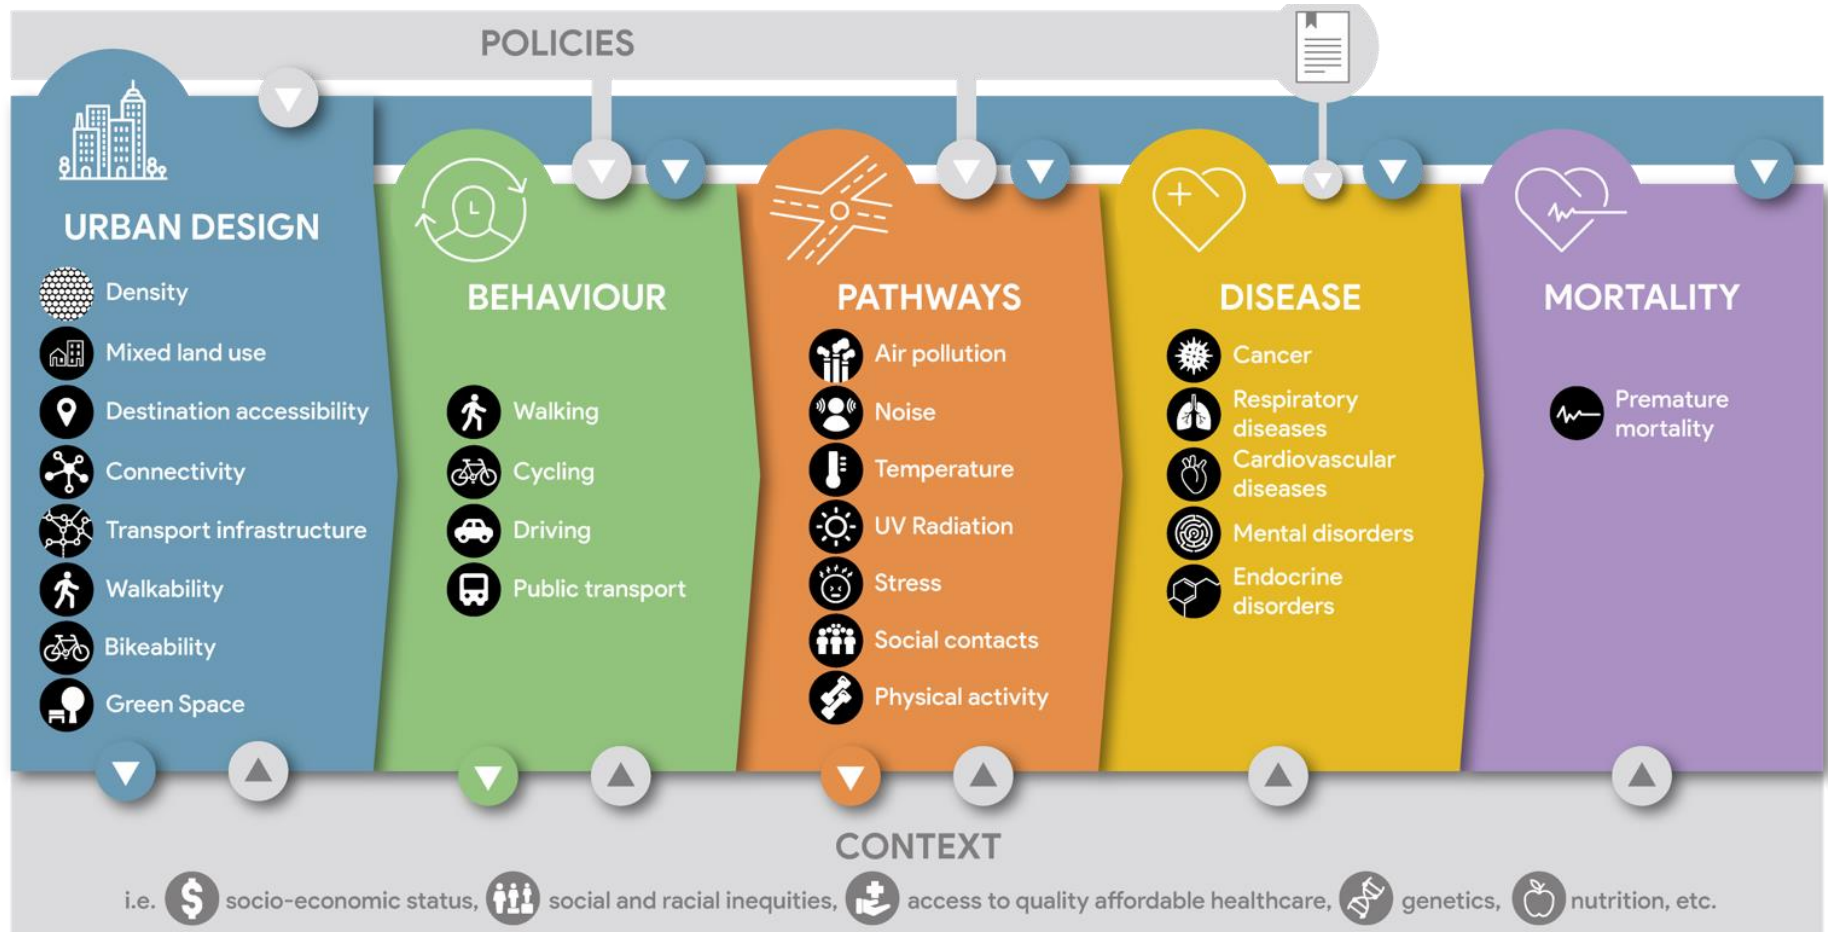 POLICIES
URBAN DESIGN
Density
Mixed land use
Destination accessibility
Connectivity
Transport infrastructure
Walkability
Bikeability
Green Space
BEHAVIOUR
Walking
Cycling
Driving
Public transport
PATHWAYS
Air pollution
Noise
Temperature
UV Radiation
Stress
Social contacts
Physical activity
DISEASE
Cancer
Respiratory
diseases
Cardiovascular
diseases
Mental disorders
Endocrine
disorders
MORTALITY
Premature
mortality
CONTEXT
i.e. socio-economic status, social and racial inequities, access to quality affordable healthcare, genetics, nutrition, etc.